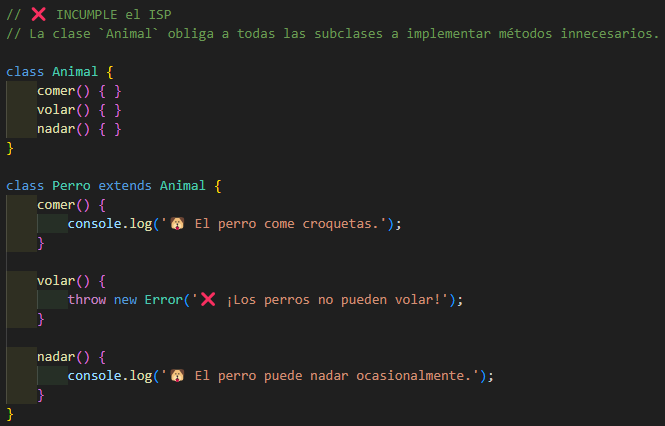 // ❌ INCUMPLE el ISP
// La clase `Animal` obliga a todas las subclases a implementar métodos innecesarios.
class Animal {
    comer() { }
    volar() { }
    nadar() { }
}
class Perro extends Animal {
    comer() {
        console.log('🐶 El perro come croquetas.');
    }
    volar() {
        throw new Error('❌ ¡Los perros no pueden volar!');
    }
    nadar() {
        console.log('🐶 El perro puede nadar ocasionalmente.');
    }
}